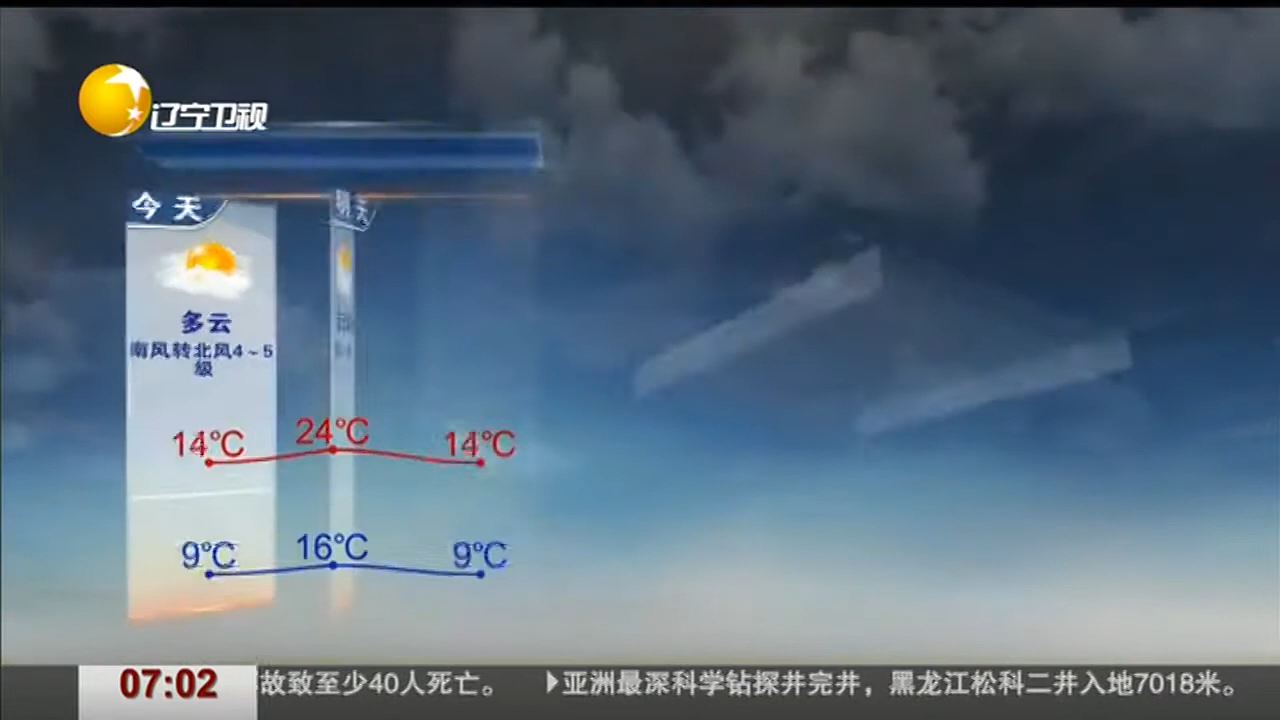 辽宁卫视
今天
明天
多云
南风转北风4~5
级
14℃ 24℃ 14℃
9℃ 16℃ 9℃
07:02 故致至少40人死亡。 亚洲最深科学钻探井完井，黑龙江松科二井入地7018米。